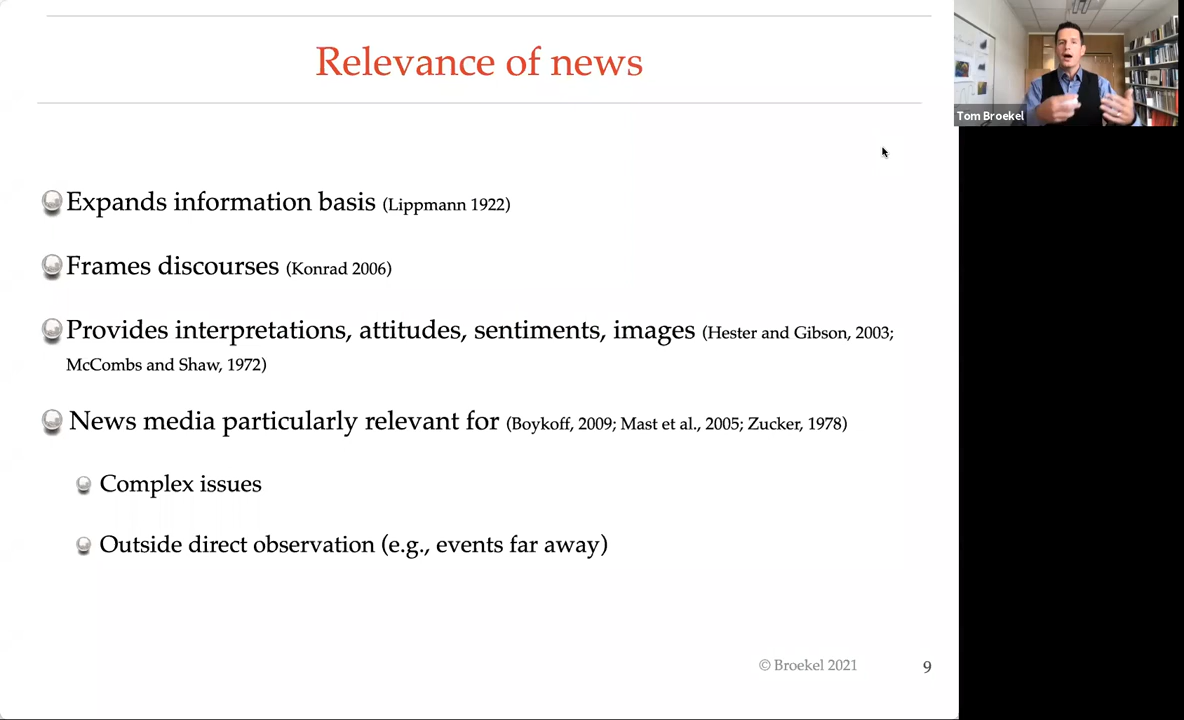 Relevance of news
Tom Broekel
Expands information basis (Lippmann 1922)
Frames discourses (Konrad 2006)
Provides interpretations, attitudes, sentiments, images (Hester and Gibson, 2003;
McCombs and Shaw, 1972)
News media particularly relevant for (Boykoff, 2009; Mast et al., 2005; Zucker, 1978)
Complex issues
Outside direct observation (e.g., events far away)
© Broekel 2021
9